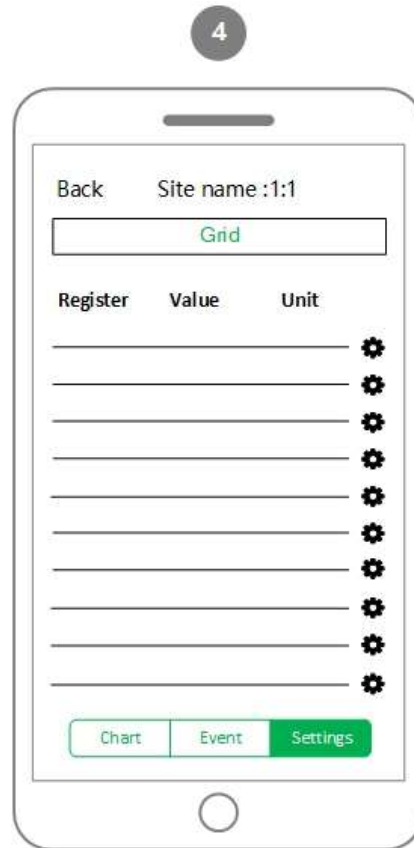 4
Back Site name :1:1
Grid
Register Value Unit
Chart Event Settings